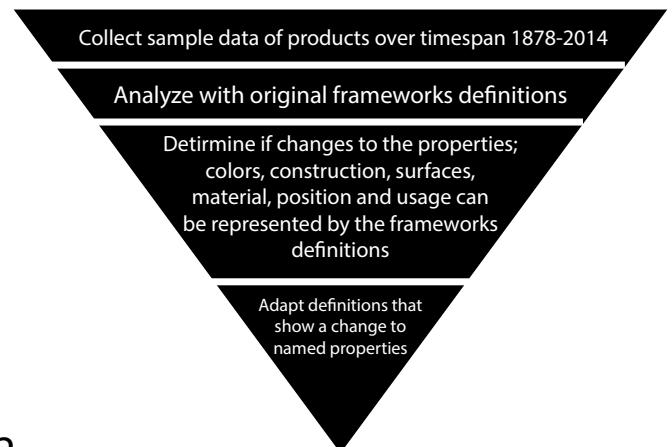 Collect sample data of products over timespan 1878-2014
Analyze with original frameworks definitions
Detirmine if changes to the properties;
colors, construction, surfaces,
material, position and usage can
be represented by the frameworks
definitions
Adapt definitions that
show a change to
named properties